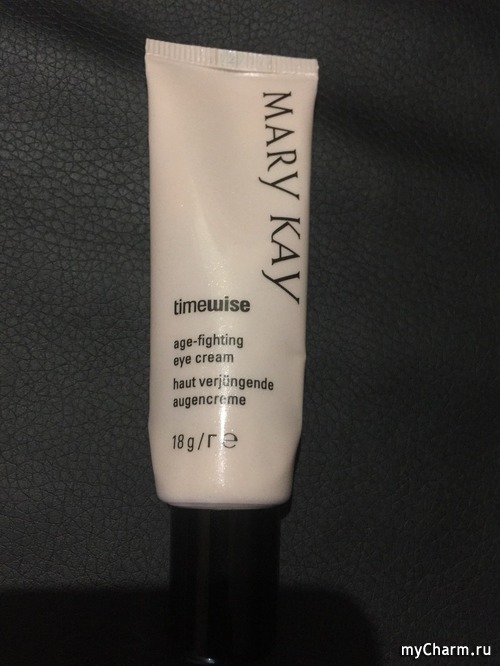 MARY KAY
timewise
age-fighting
eye cream
haut verjüngende
augencreme
18 g/г e
myCharm.ru